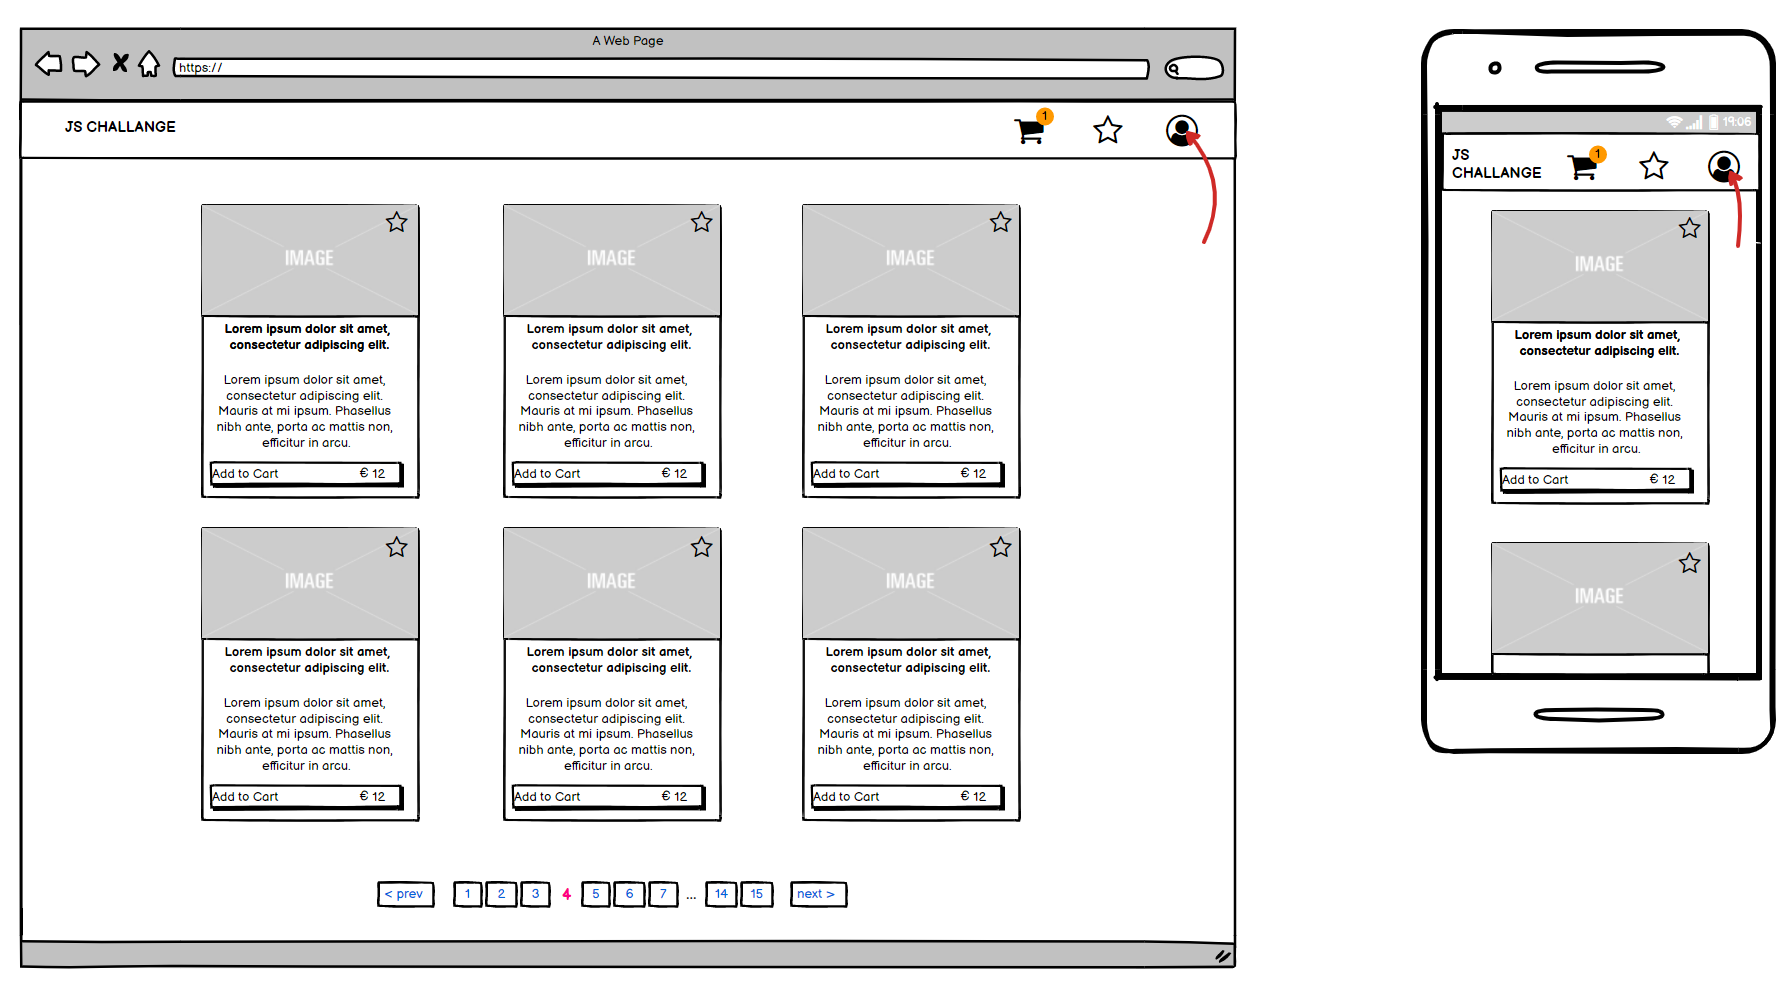 A Web Page
https://
JS CHALLANGE
1
IMAGE IMAGE IMAGE
Lorem ipsum dolor sit amet,
consectetur adipiscing elit.
Lorem ipsum dolor sit amet,
consectetur adipiscing elit.
Mauris at mi ipsum. Phasellus
nibh ante, porta ac mattis non,
efficitur in arcu.
Add to Cart € 12
Lorem ipsum dolor sit amet,
consectetur adipiscing elit.
Lorem ipsum dolor sit amet,
consectetur adipiscing elit.
Mauris at mi ipsum. Phasellus
nibh ante, porta ac mattis non,
efficitur in arcu.
Add to Cart € 12
Lorem ipsum dolor sit amet,
consectetur adipiscing elit.
Lorem ipsum dolor sit amet,
consectetur adipiscing elit.
Mauris at mi ipsum. Phasellus
nibh ante, porta ac mattis non,
efficitur in arcu.
Add to Cart € 12
IMAGE IMAGE IMAGE
Lorem ipsum dolor sit amet,
consectetur adipiscing elit.
Lorem ipsum dolor sit amet,
consectetur adipiscing elit.
Mauris at mi ipsum. Phasellus
nibh ante, porta ac mattis non,
efficitur in arcu.
Add to Cart € 12
Lorem ipsum dolor sit amet,
consectetur adipiscing elit.
Lorem ipsum dolor sit amet,
consectetur adipiscing elit.
Mauris at mi ipsum. Phasellus
nibh ante, porta ac mattis non,
efficitur in arcu.
Add to Cart € 12
Lorem ipsum dolor sit amet,
consectetur adipiscing elit.
Lorem ipsum dolor sit amet,
consectetur adipiscing elit.
Mauris at mi ipsum. Phasellus
nibh ante, porta ac mattis non,
efficitur in arcu.
Add to Cart € 12
< prev 1 2 3 4 5 6 7 ... 14 15 next >
19:06
JS
CHALLANGE
1
IMAGE
Lorem ipsum dolor sit amet,
consectetur adipiscing elit.
Lorem ipsum dolor sit amet,
consectetur adipiscing elit.
Mauris at mi ipsum. Phasellus
nibh ante, porta ac mattis non,
efficitur in arcu.
Add to Cart € 12
IMAGE